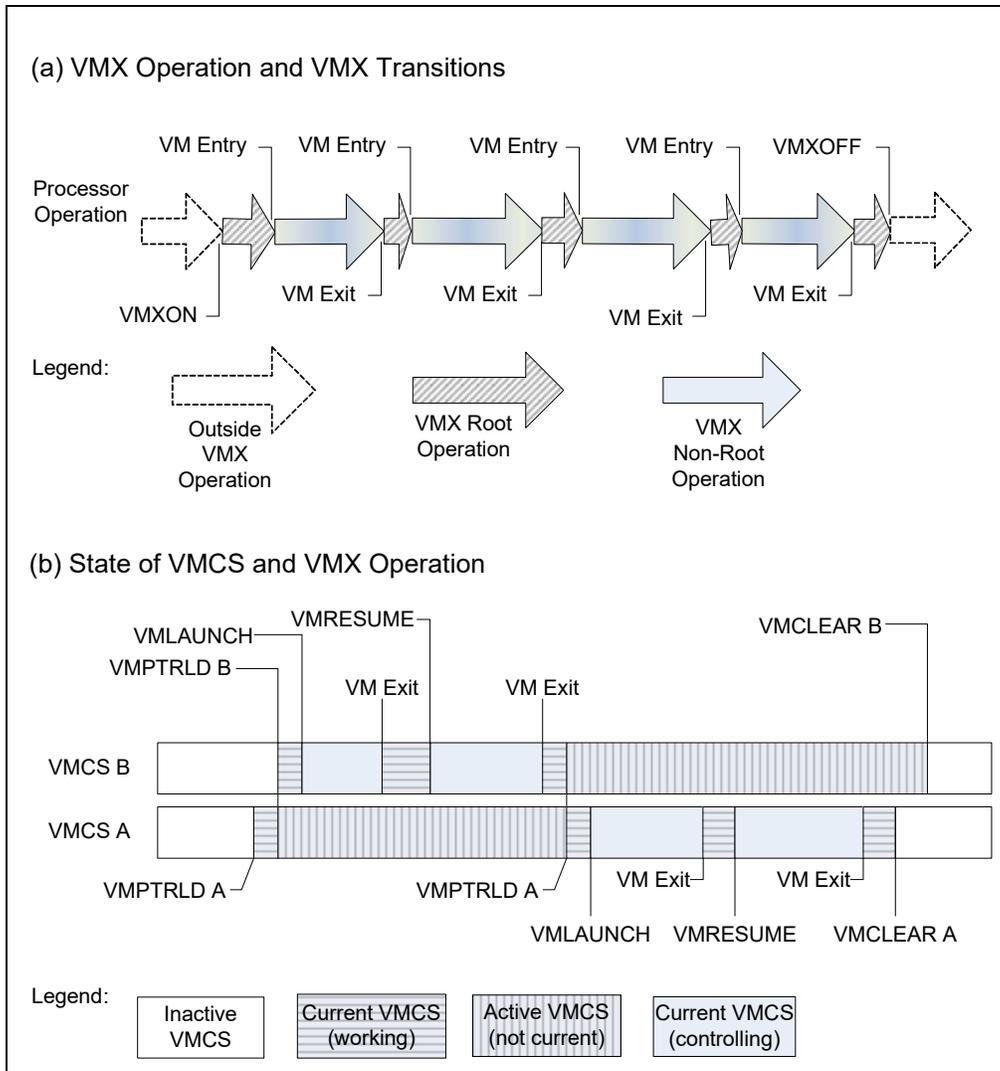 (a) VMX Operation and VMX Transitions
VM Entry
VM Entry
VM Entry
VM Entry
VMXOFF
Processor
Operation
VM Exit
VM Exit
VM Exit
VM Exit
VMXON
Legend:
Outside
VMX
Operation
VMX Root
Operation
VMX
Non-Root
Operation
(b) State of VMCS and VMX Operation
VMLAUNCH
VMRESUME
VMCLEAR B
VMPTRLD B
VM Exit
VM Exit
VMCS B
VMCS A
VMPTRLD A
VMPTRLD A
VM Exit
VM Exit
VMLAUNCH
VMRESUME
VMCLEAR A
Legend:
Inactive
VMCS
Current VMCS
(working)
Active VMCS
(not current)
Current VMCS
(controlling)